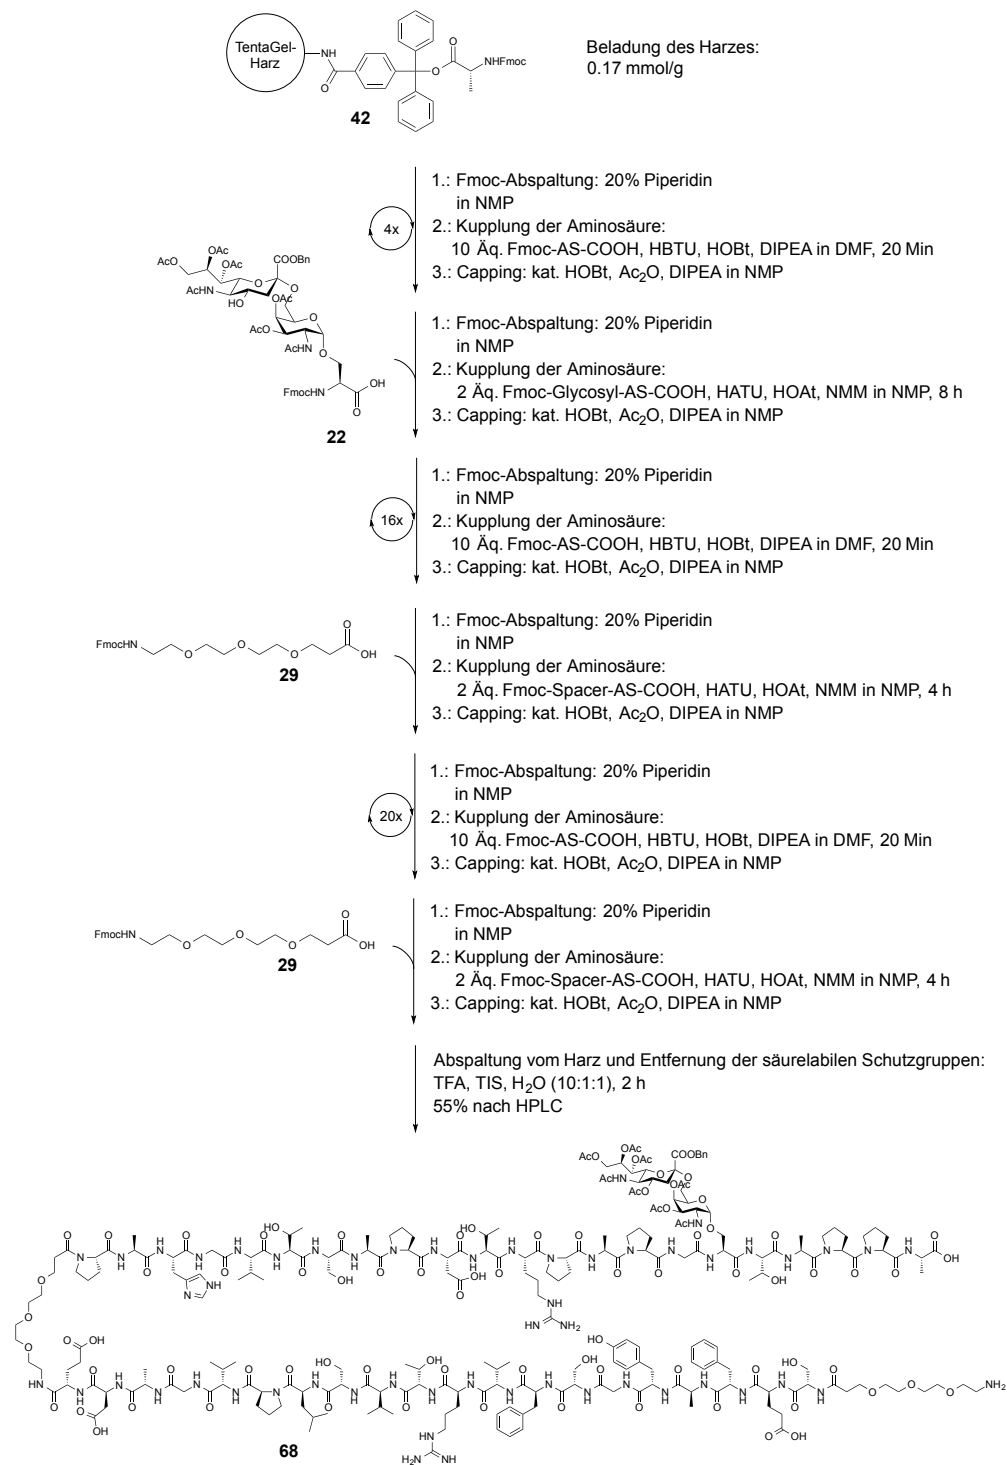 TentaGel-
Harz
NH
O
O
O
NHFmoc
42
Beladung des Harzes:
0.17 mmol/g
1.: Fmoc-Abspaltung: 20% Piperidin
in NMP
4x
2.: Kupplung der Aminosäure:
10 Äq. Fmoc-AS-COOH, HBTU, HOBt, DIPEA in DMF, 20 Min
3.: Capping: kat. HOBt, Ac2O, DIPEA in NMP
OAc
AcO
OAc
COOBn
O
O
AcHN
HO
OAc
O
AcO
AcHN
O
FmocHN
OH
O
22
1.: Fmoc-Abspaltung: 20% Piperidin
in NMP
2.: Kupplung der Aminosäure:
2 Äq. Fmoc-Glycosyl-AS-COOH, HATU, HOAt, NMM in NMP, 8 h
3.: Capping: kat. HOBt, Ac2O, DIPEA in NMP
1.: Fmoc-Abspaltung: 20% Piperidin
in NMP
16x
2.: Kupplung der Aminosäure:
10 Äq. Fmoc-AS-COOH, HBTU, HOBt, DIPEA in DMF, 20 Min
3.: Capping: kat. HOBt, Ac2O, DIPEA in NMP
FmocHN
O
O
O
O
OH
29
1.: Fmoc-Abspaltung: 20% Piperidin
in NMP
2.: Kupplung der Aminosäure:
2 Äq. Fmoc-Spacer-AS-COOH, HATU, HOAt, NMM in NMP, 4 h
3.: Capping: kat. HOBt, Ac2O, DIPEA in NMP
1.: Fmoc-Abspaltung: 20% Piperidin
in NMP
20x
2.: Kupplung der Aminosäure:
10 Äq. Fmoc-AS-COOH, HBTU, HOBt, DIPEA in DMF, 20 Min
3.: Capping: kat. HOBt, Ac2O, DIPEA in NMP
FmocHN
O
O
O
O
OH
29
1.: Fmoc-Abspaltung: 20% Piperidin
in NMP
2.: Kupplung der Aminosäure:
2 Äq. Fmoc-Spacer-AS-COOH, HATU, HOAt, NMM in NMP, 4 h
3.: Capping: kat. HOBt, Ac2O, DIPEA in NMP
Abspaltung vom Harz und Entfernung der säurelabilen Schutzgruppen:
TFA, TIS, H2O (10:1:1), 2 h
55% nach HPLC
OAc
AcO
OAc
COOBn
AcHN
AcO
OAc
AcO
AcHN
68